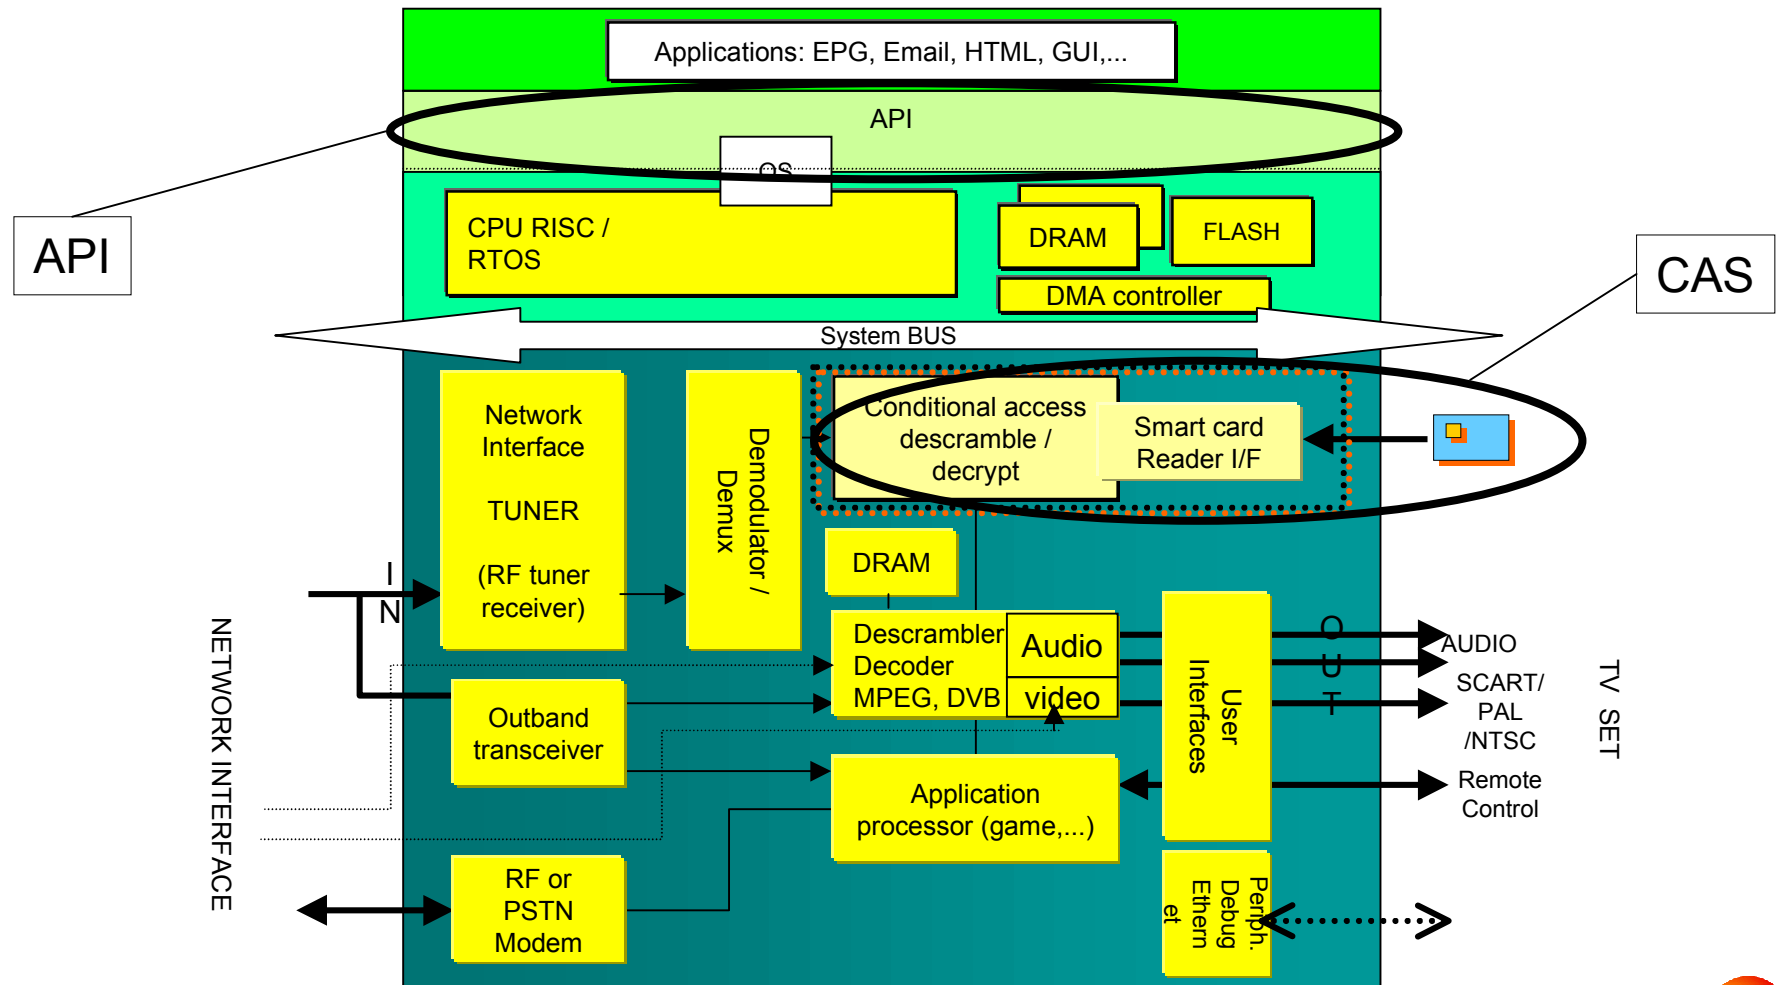 Applications: EPG, Email, HTML, GUI,...
API
OS
API
CPU RISC /
RTOS
DRAM
FLASH
DMA controller
CAS
System BUS
Network
Interface
TUNER
(RF tuner
receiver)
Demodulator /
Demux
Conditional access
descramble /
decrypt
Smart card
Reader I/F
DRAM
I
N
Descrambler
Decoder
MPEG, DVB
Audio
video
User
Interfaces
O
U
T
AUDIO
SCART/
PAL
/NTSC
Remote
Control
TV SET
NETWORK INTERFACE
Outband
transceiver
Application
processor (game,...)
RF or
PSTN
Modem
Periph.
Debug
Ethern
et